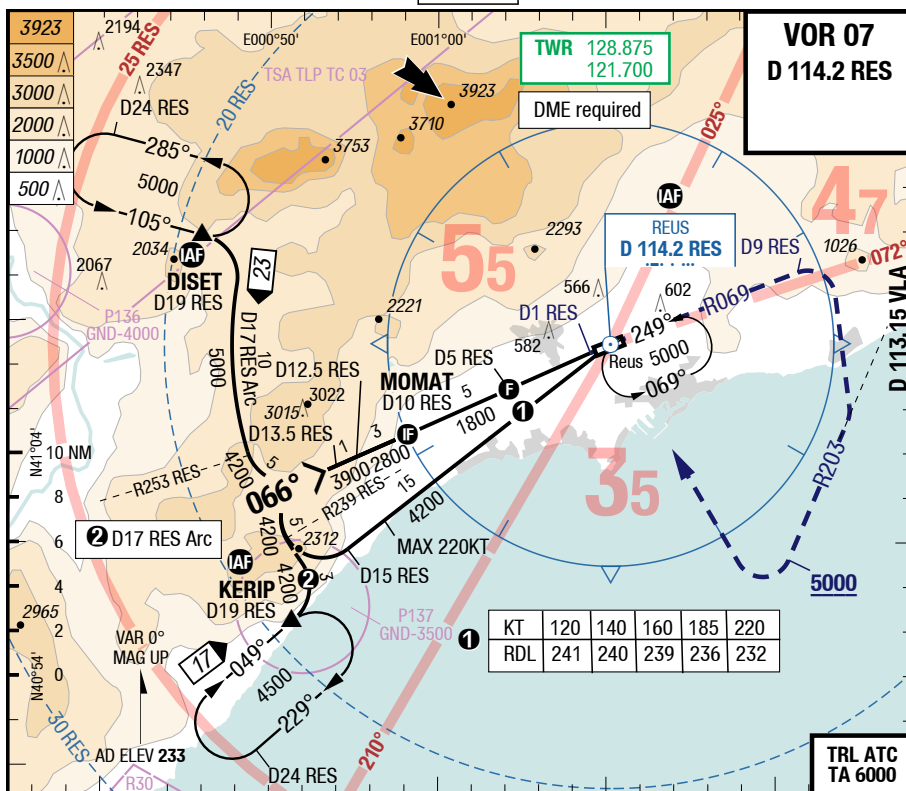 3923
3500
3000
2000
1000
500
2194
25 RES
E000°50'
E001°00'
TWR 128.875
121.700
VOR 07
D 114.2 RES
DME required
TSA TLP TC 03
2347
D24 RES
20 RES
3923
3710
3753
285°
5000
105°
025°
IAF
REUS
D 114.2 RES
47
D9 RES
1026
072°
2034
IAF
DISET
D19 RES
23
2067
P136
GND-4000
2293
55
566
602
R069
D1 RES
582
249°
Reus 5000
069°
D 113.15 VLA
2221
D17 RES Arc
10
5000
D12.5 RES
MOMAT
D10 RES
D5 RES
F
5
1800
1
3022
3015
D13.5 RES
IF
N41°04'
10 NM
8
6
4
2
0
N40°54'
1
3
3900
2800
5
4200
066°
R253 RES
R239 RES
15
4200
35
R203
5
4200
2312
MAX 220KT
D15 RES
5000
2 D17 RES Arc
IAF
KERIP
D19 RES
3
4200
2
2965
VAR 0°
MAG UP
P137
GND-3500
17
049°
4500
229°
1
KT 120 140 160 185 220
RDL 241 240 239 236 232
30 RES
AD ELEV 233
R30
D24 RES
210°
TRL ATC
TA 6000